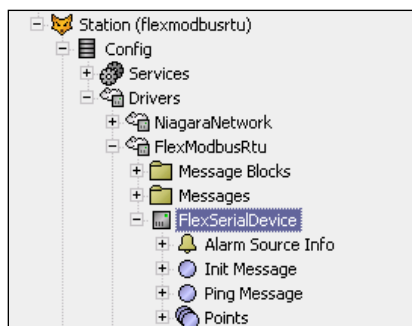 Station (flexmodbusrtu)
Config
Services
Drivers
NiagaraNetwork
FlexModbusRtu
Message Blocks
Messages
FlexSerialDevice
Alarm Source Info
Init Message
Ping Message
Points